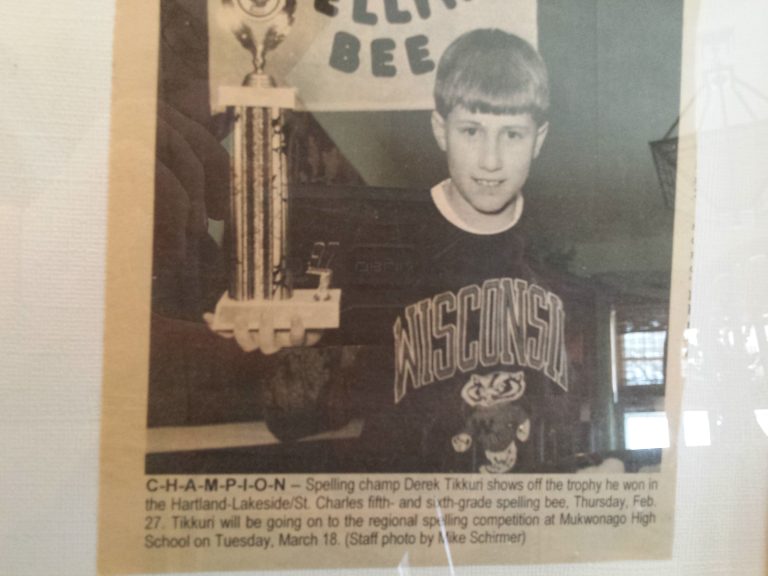 BEE
WISCONSIN
C-H-A-M-P-I-O-N – Spelling champ Derek Tikkuri shows off the trophy he won in
the Hartland-Lakeside/St. Charles fifth- and sixth-grade spelling bee, Thursday, Feb.
27. Tikkuri will be going on to the regional spelling competition at Mukwonago High
School on Tuesday, March 18. (Staff photo by Mike Schirmer)